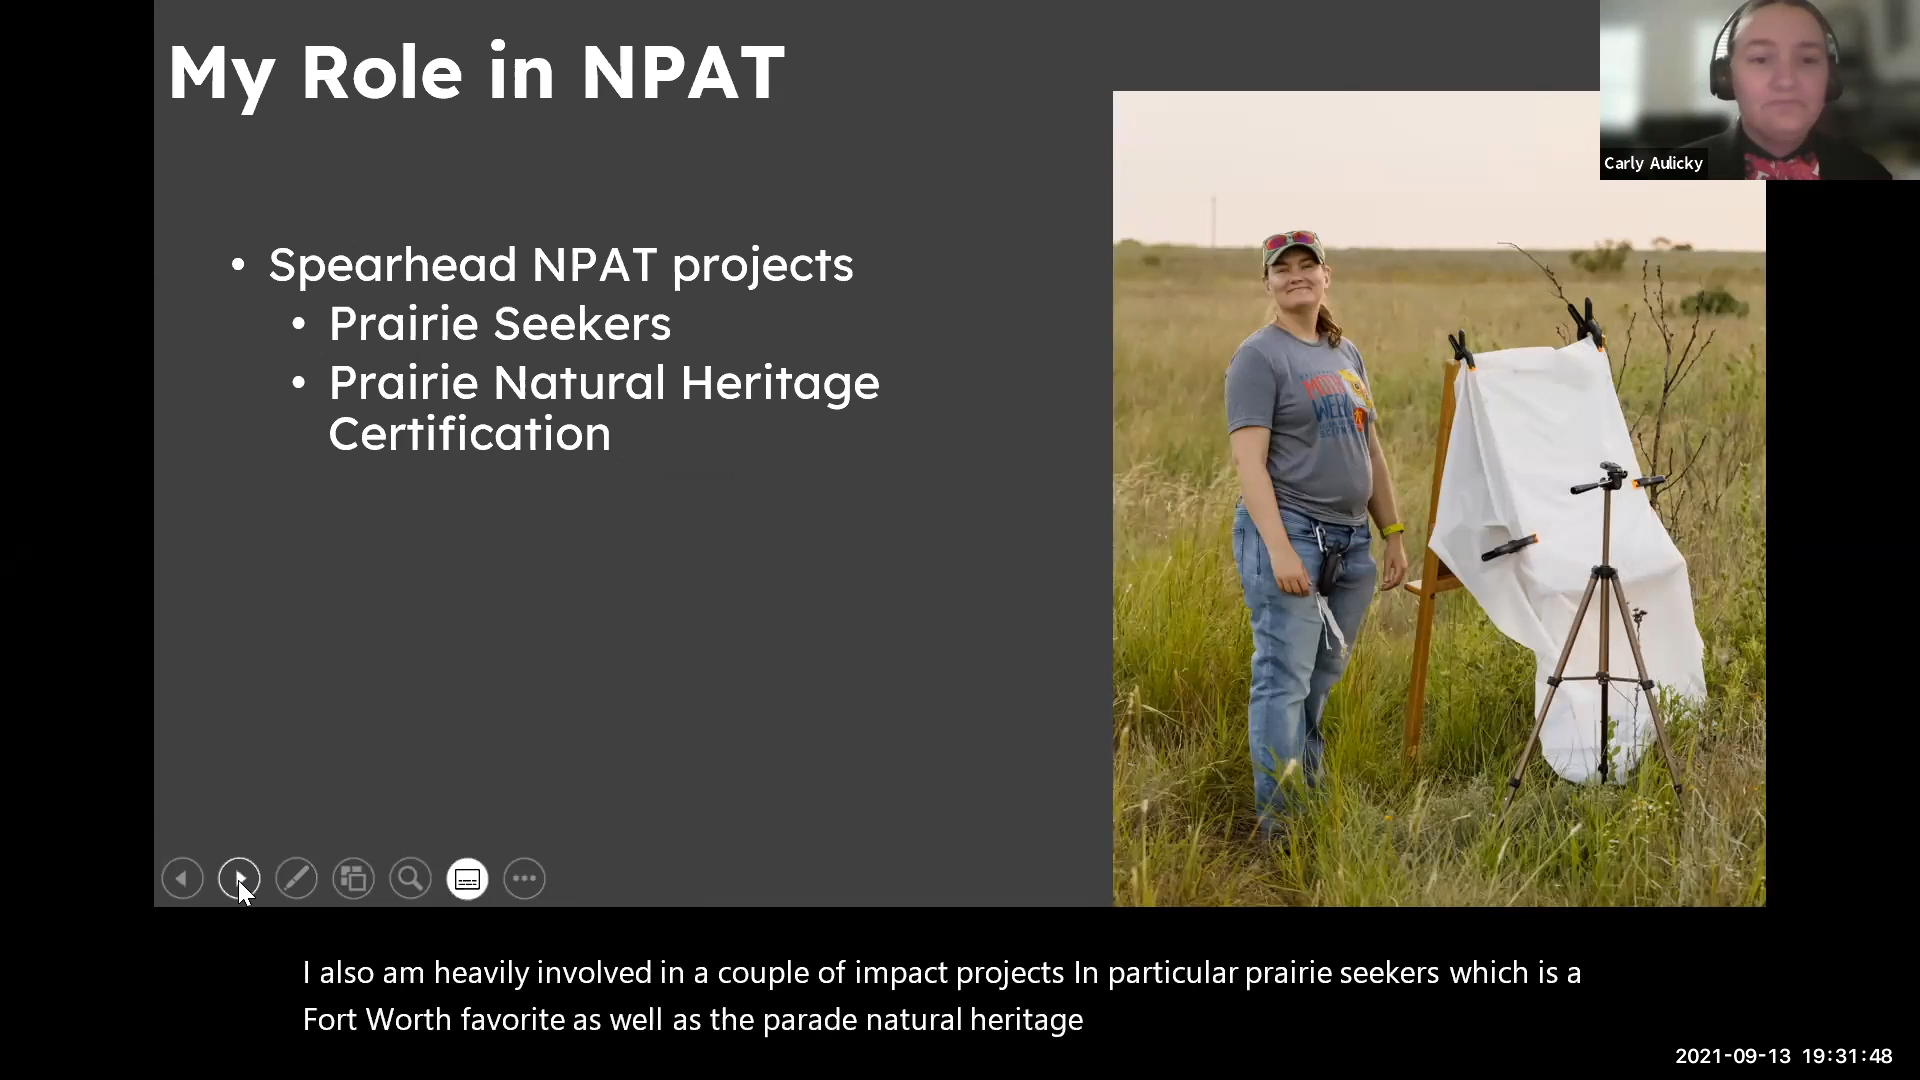 My Role in NPAT
Carly Aulicky
• Spearhead NPAT projects
• Prairie Seekers
• Prairie Natural Heritage
Certification
MOTH
WEEK
I also am heavily involved in a couple of impact projects In particular prairie seekers which is a
Fort Worth favorite as well as the parade natural heritage
2021-09-13 19:31:48